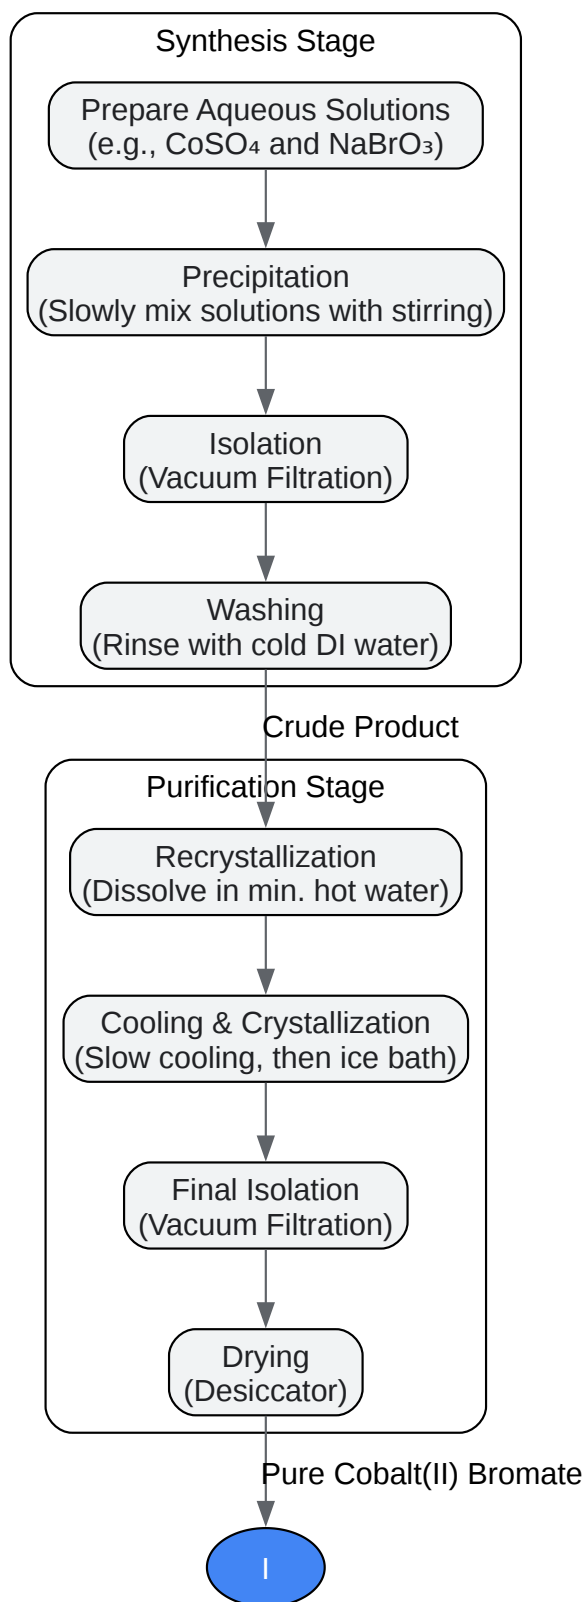 Synthesis Stage
Prepare Aqueous Solutions
(e.g., CoSO₄ and NaBrO₃)
Precipitation
(Slowly mix solutions with stirring)
Isolation
(Vacuum Filtration)
Washing
(Rinse with cold DI water)
Crude Product
Purification Stage
Recrystallization
(Dissolve in min. hot water)
Cooling & Crystallization
(Slow cooling, then ice bath)
Final Isolation
(Vacuum Filtration)
Drying
(Desiccator)
Pure Cobalt(II) Bromate
I